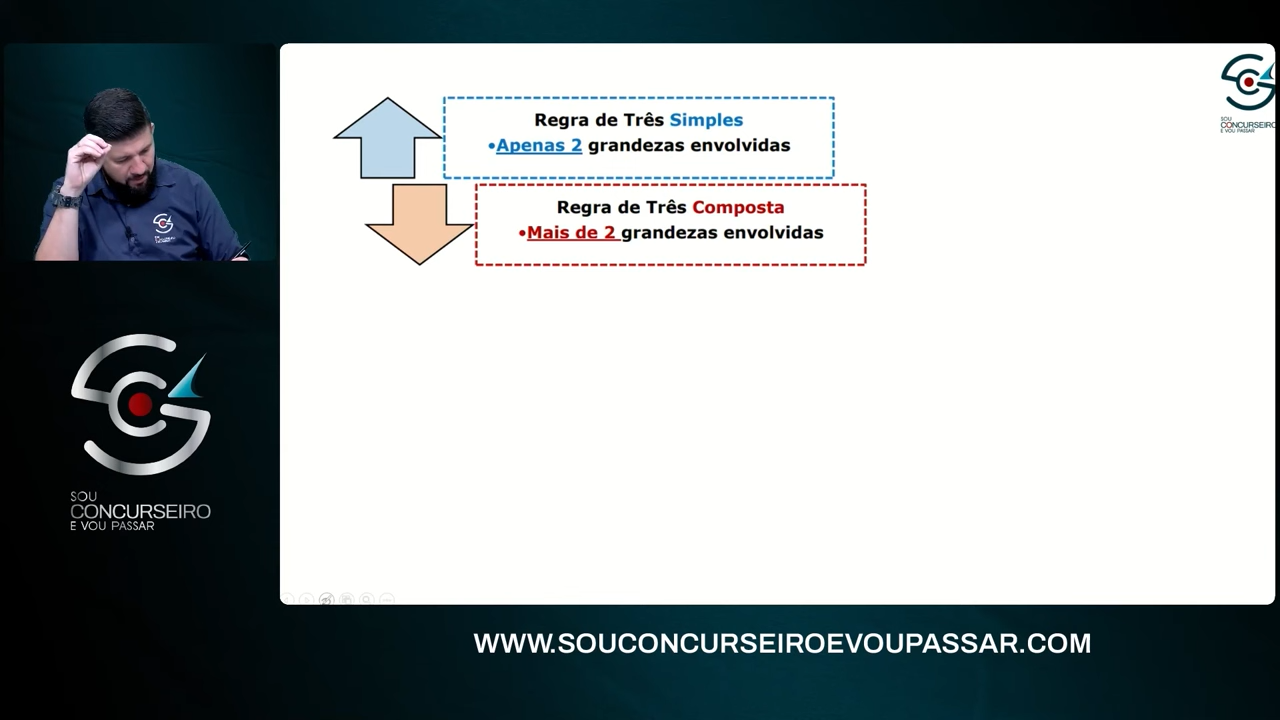 Regra de Três Simples
•Apenas 2 grandezas envolvidas
Regra de Três Composta
•Mais de 2 grandezas envolvidas
SOU
CONCURSEIRO
E VOU PASSAR
SOU
CONCURSEIRO
E VOU PASSAR
WWW.SOUCONCURSEIROEVOUPASSAR.COM